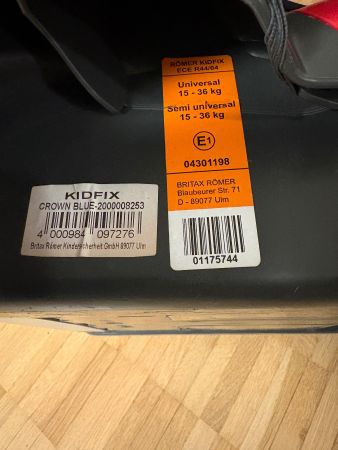 RÖMER KIDFIX
ECE R44/04
Universal
15 - 36 kg
Semi universal
15 - 36 kg
E1
04301198
BRITAX RÖMER
Blaubeurer Str. 71
D - 89077 Ulm
01175744
KIDFIX
CROWN BLUE-2000008253
4 000984 097276
Britax Römer Kindersicherheit GmbH 89077 Ulm